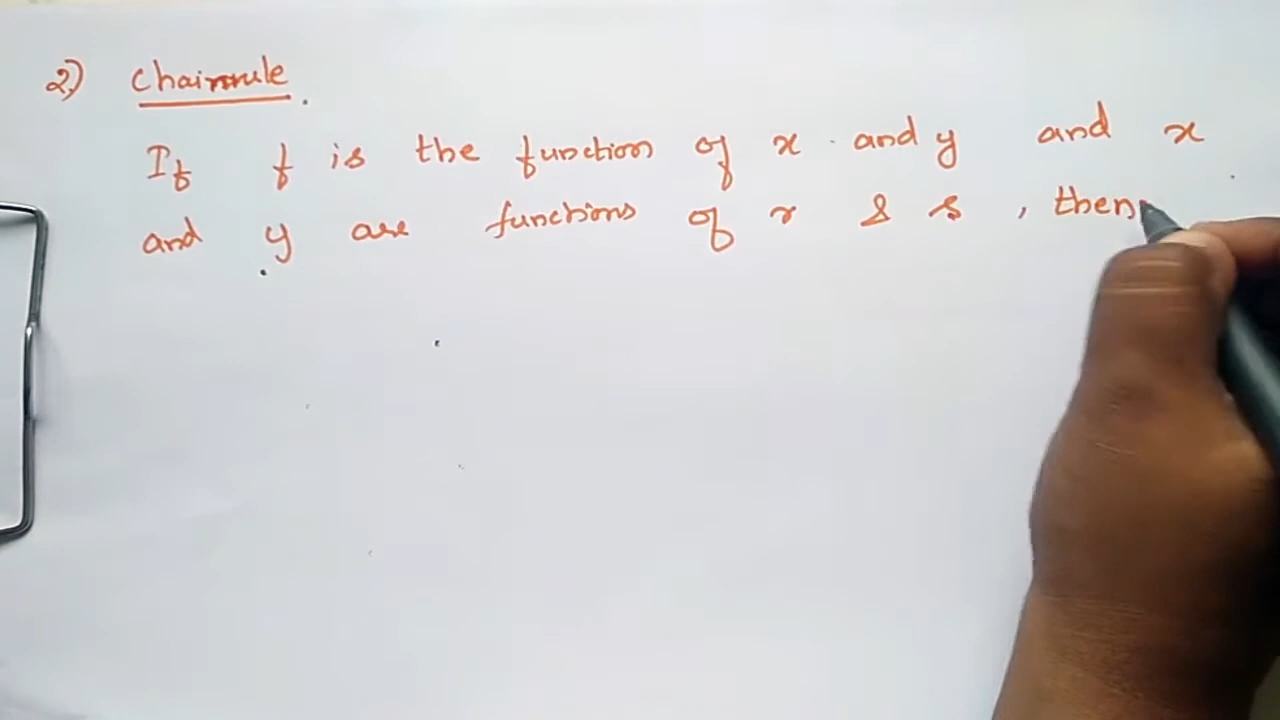 2) Chainrule
If f is the function of x and y and x
and y are functions of r & s, then